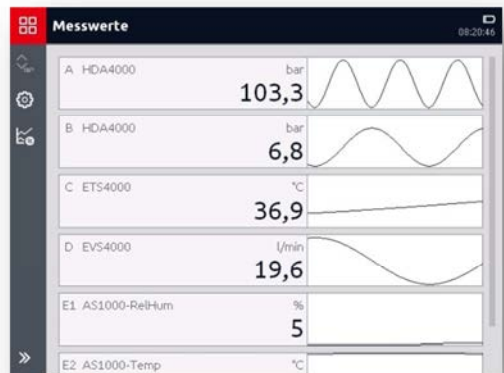 Messwerte
08:20:46
A HDA4000 bar
103,3
B HDA4000 bar
6,8
C ETS4000 °C
36,9
D EVS4000 l/min
19,6
E1 AS1000-RelHum %
5
E2 AS1000-Temp °C